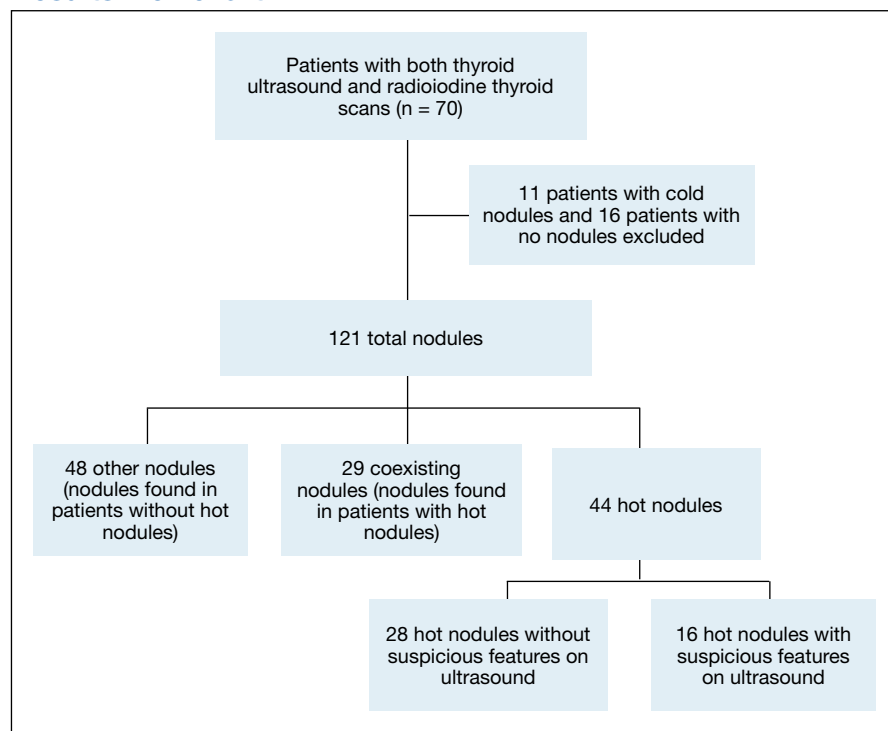 Patients with both thyroid
ultrasound and radioiodine thyroid
scans (n = 70)
11 patients with cold
nodules and 16 patients with
no nodules excluded
121 total nodules
48 other nodules
(nodules found in
patients without hot
nodules)
29 coexisting
nodules (nodules found
in patients with hot
nodules)
44 hot nodules
28 hot nodules without
suspicious features on
ultrasound
16 hot nodules with
suspicious features
on ultrasound